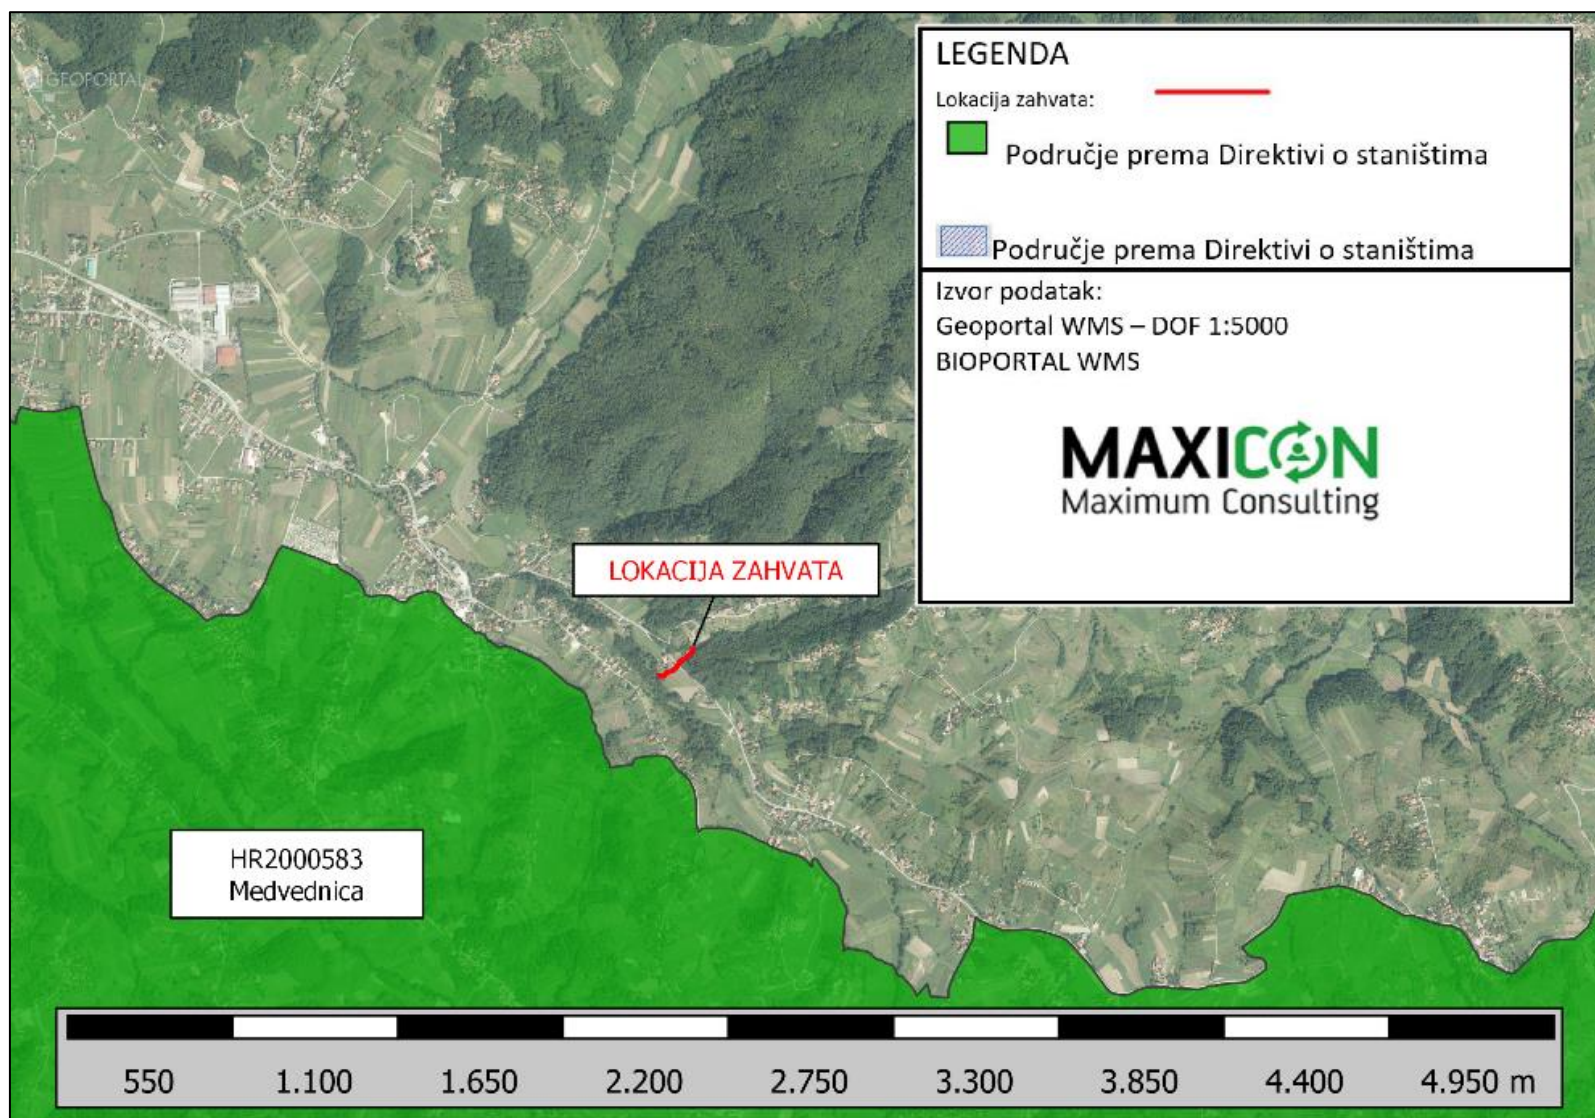 GEOPORTAL
LEGENDA
Lokacija zahvata:
Područje prema Direktivi o staništima
Područje prema Direktivi o staništima
Izvor podatak:
Geoportal WMS – DOF 1:5000
BIOPORTAL WMS
MAXICON
Maximum Consulting
LOKACIJA ZAHVATA
HR2000583
Medvednica
550 1.100 1.650 2.200 2.750 3.300 3.850 4.400 4.950 m